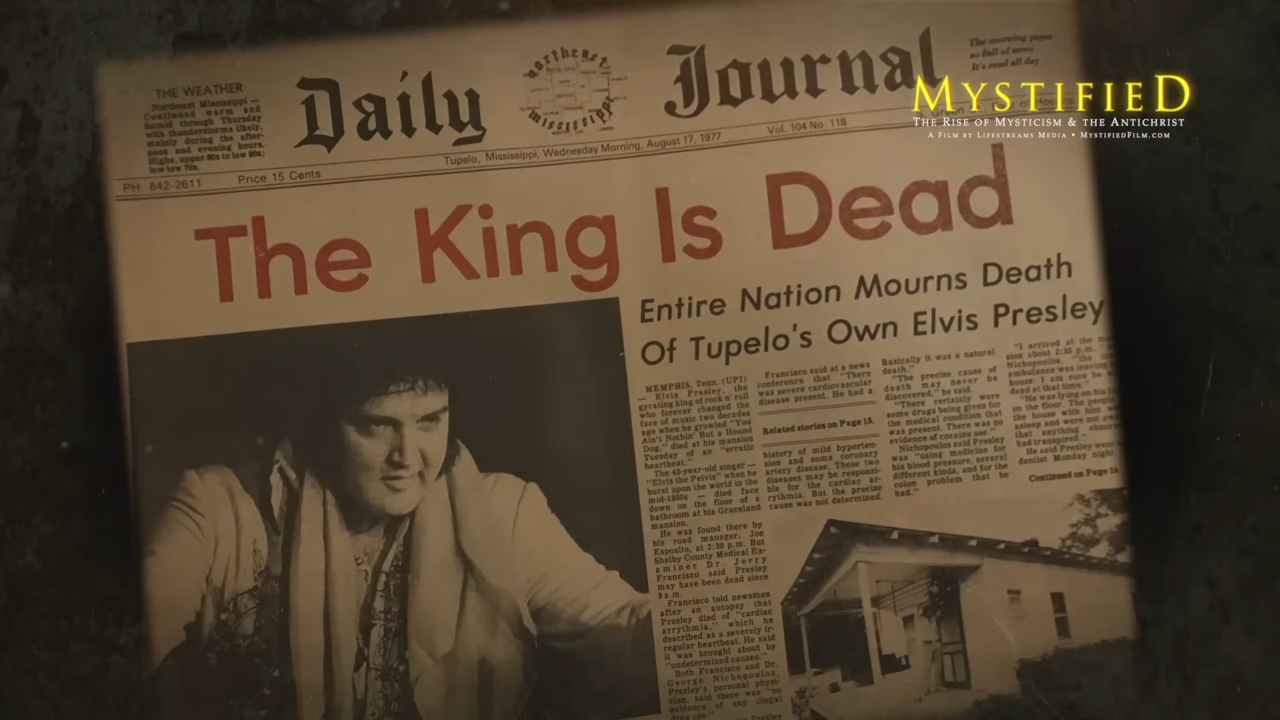 THE WEATHER
Northeast Mississippi —
Continued warm and
humid through Thursday
with thunderstorms likely,
mainly during the after-
noon and evening hours.
Highs, upper 80s to low 90s;
low low 70s.
Daily
northeast
mississippi
Journal
The morning paper
so full of news
It's read all day
MYSTIFIED
THE RISE OF MYSTICISM & THE ANTICHRIST
A FILM BY LIFESTREAMS MEDIA • MYSTIFIEDFILM.COM
PH: 842-2611
Price 15 Cents
Tupelo, Mississippi, Wednesday Morning, August 17, 1977
Vol. 104 No 118
The King Is Dead
Entire Nation Mourns Death
Of Tupelo's Own Elvis Presley
MEMPHIS, Tenn. (UPI)
— Elvis Presley, the
gyrating king of rock n' roll
who forever changed the
face of music two decades
ago when he growled "You
Ain't Nothin' But a Hound
Dog," died at his mansion
Tuesday of an "erratic
heartbeat."
The 42-year-old singer —
"Elvis the Pelvis" when he
burst upon the world in the
mid-1950s — died face
down on the floor of a
bathroom at his Graceland
mansion.
He was found there by
his road manager, Joe
Esposito, at 2:30 p.m. But
Shelby County Medical Ex-
aminer Dr. Jerry
Francisco said Presley
may have been dead since
9 a.m.
Francisco told newsmen
after an autopsy that
Presley died of "cardiac
arrythmia," which he
described as a severely ir-
regular heartbeat. He said
it was brought about by
"undetermined causes."
Both Francisco and Dr.
George Nichopoulos,
Presley's personal physi-
cian, said there was "no
evidence of any illegal
drug use."
Francisco said at a news
conference that "There
was severe cardiovascular
disease present. He had a
Related stories on Page 15.
history of mild hyperten-
sion and some coronary
artery disease. These two
diseases may be responsi-
ble for the cardiac ar-
rythmia. But the precise
cause was not determined.
Basically it was a natural
death."
"The precise cause of
death may never be
discovered," he said.
"There certainly were
some drugs being given for
the medical condition that
was present. There was no
evidence of cocaine use."
Nichopoulos said Presley
was "using medicine for
his blood pressure, several
different kinds, and for the
colon problem that he
had."
"I arrived at the
sion about 2:35 p.m.
Nichopoulos. "the
ambulance was leaving
house. I am sure he
dead at that time."
"He was lying on his
on the floor. The people
the house with him
asleep and were not
that anything
had transpired."
He said Presley went
dentist Monday night
Continued on Page